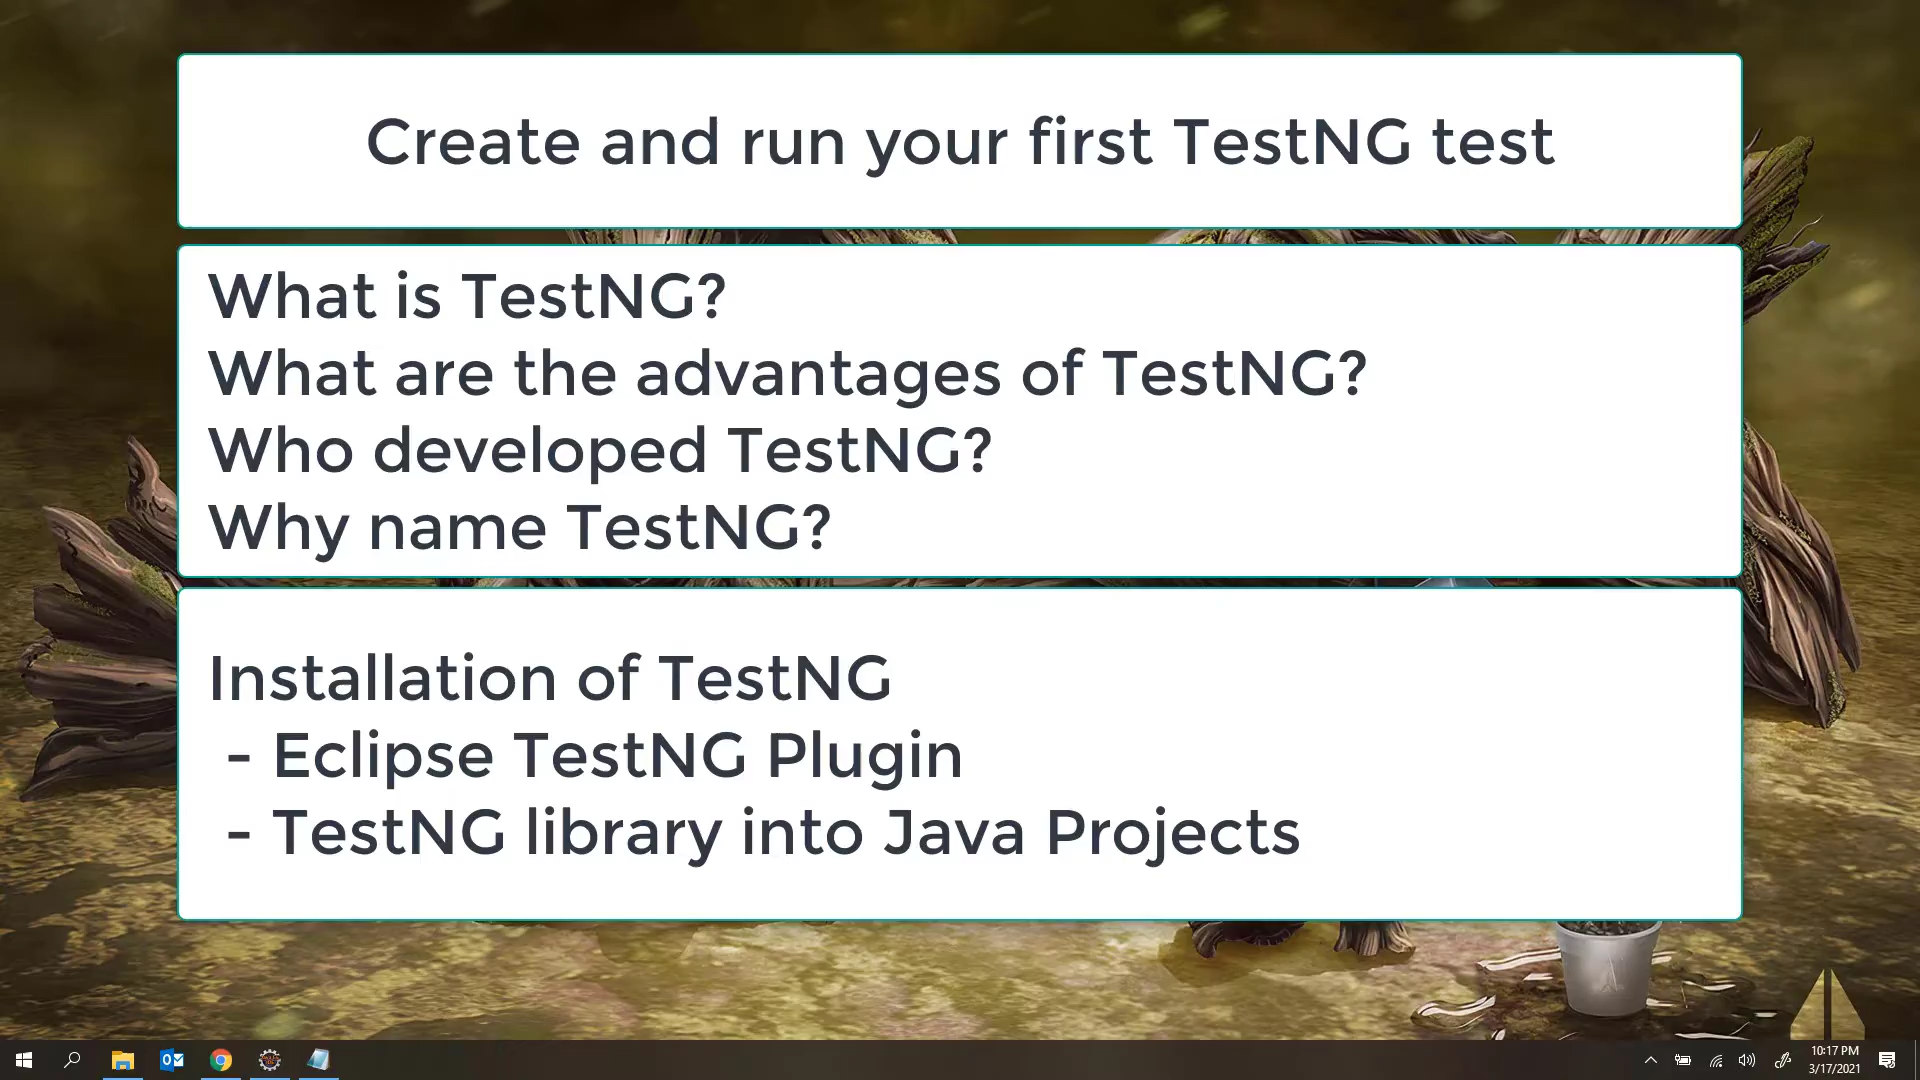 Create and run your first TestNG test
What is TestNG?
What are the advantages of TestNG?
Who developed TestNG?
Why name TestNG?
Installation of TestNG
- Eclipse TestNG Plugin
- TestNG library into Java Projects
10:17 PM
3/17/2021